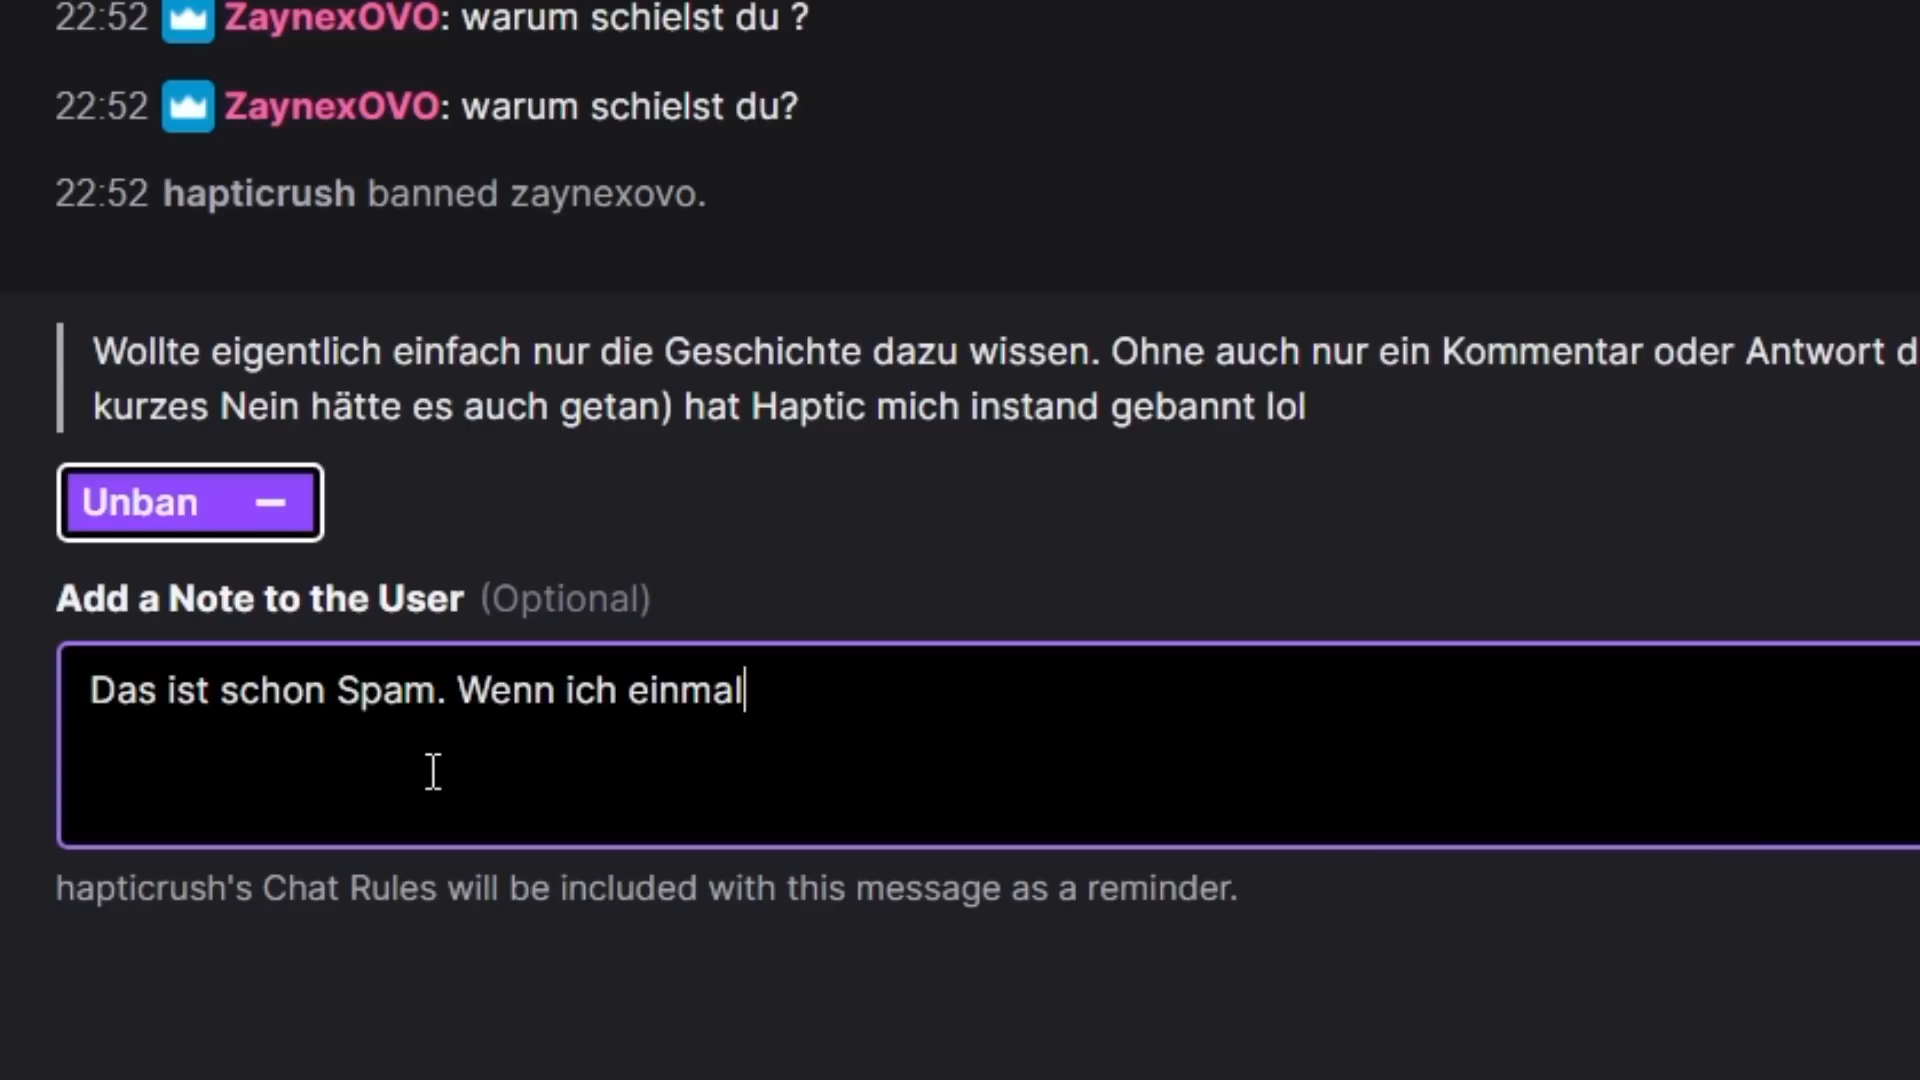 22:52 ZaynexOVO: warum schielst du ?
22:52 ZaynexOVO: warum schielst du?
22:52 hapticrush banned zaynexovo.
Wollte eigentlich einfach nur die Geschichte dazu wissen. Ohne auch nur ein Kommentar oder Antwort
kurzes Nein hätte es auch getan) hat Haptic mich instand gebannt lol
Unban
Add a Note to the User (Optional)
Das ist schon Spam. Wenn ich einmal
hapticrush's Chat Rules will be included with this message as a reminder.